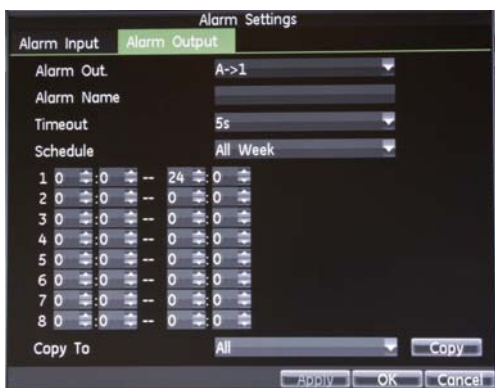 Alarm Settings
Alarm Input Alarm Output
Alarm Out. A->1
Alarm Name
Timeout 5s
Schedule All Week
1 0 : 0 -- 24 : 0
2 0 : 0 -- 0 : 0
3 0 : 0 -- 0 : 0
4 0 : 0 -- 0 : 0
5 0 : 0 -- 0 : 0
6 0 : 0 -- 0 : 0
7 0 : 0 -- 0 : 0
8 0 : 0 -- 0 : 0
Copy To All Copy
Apply OK Cancel